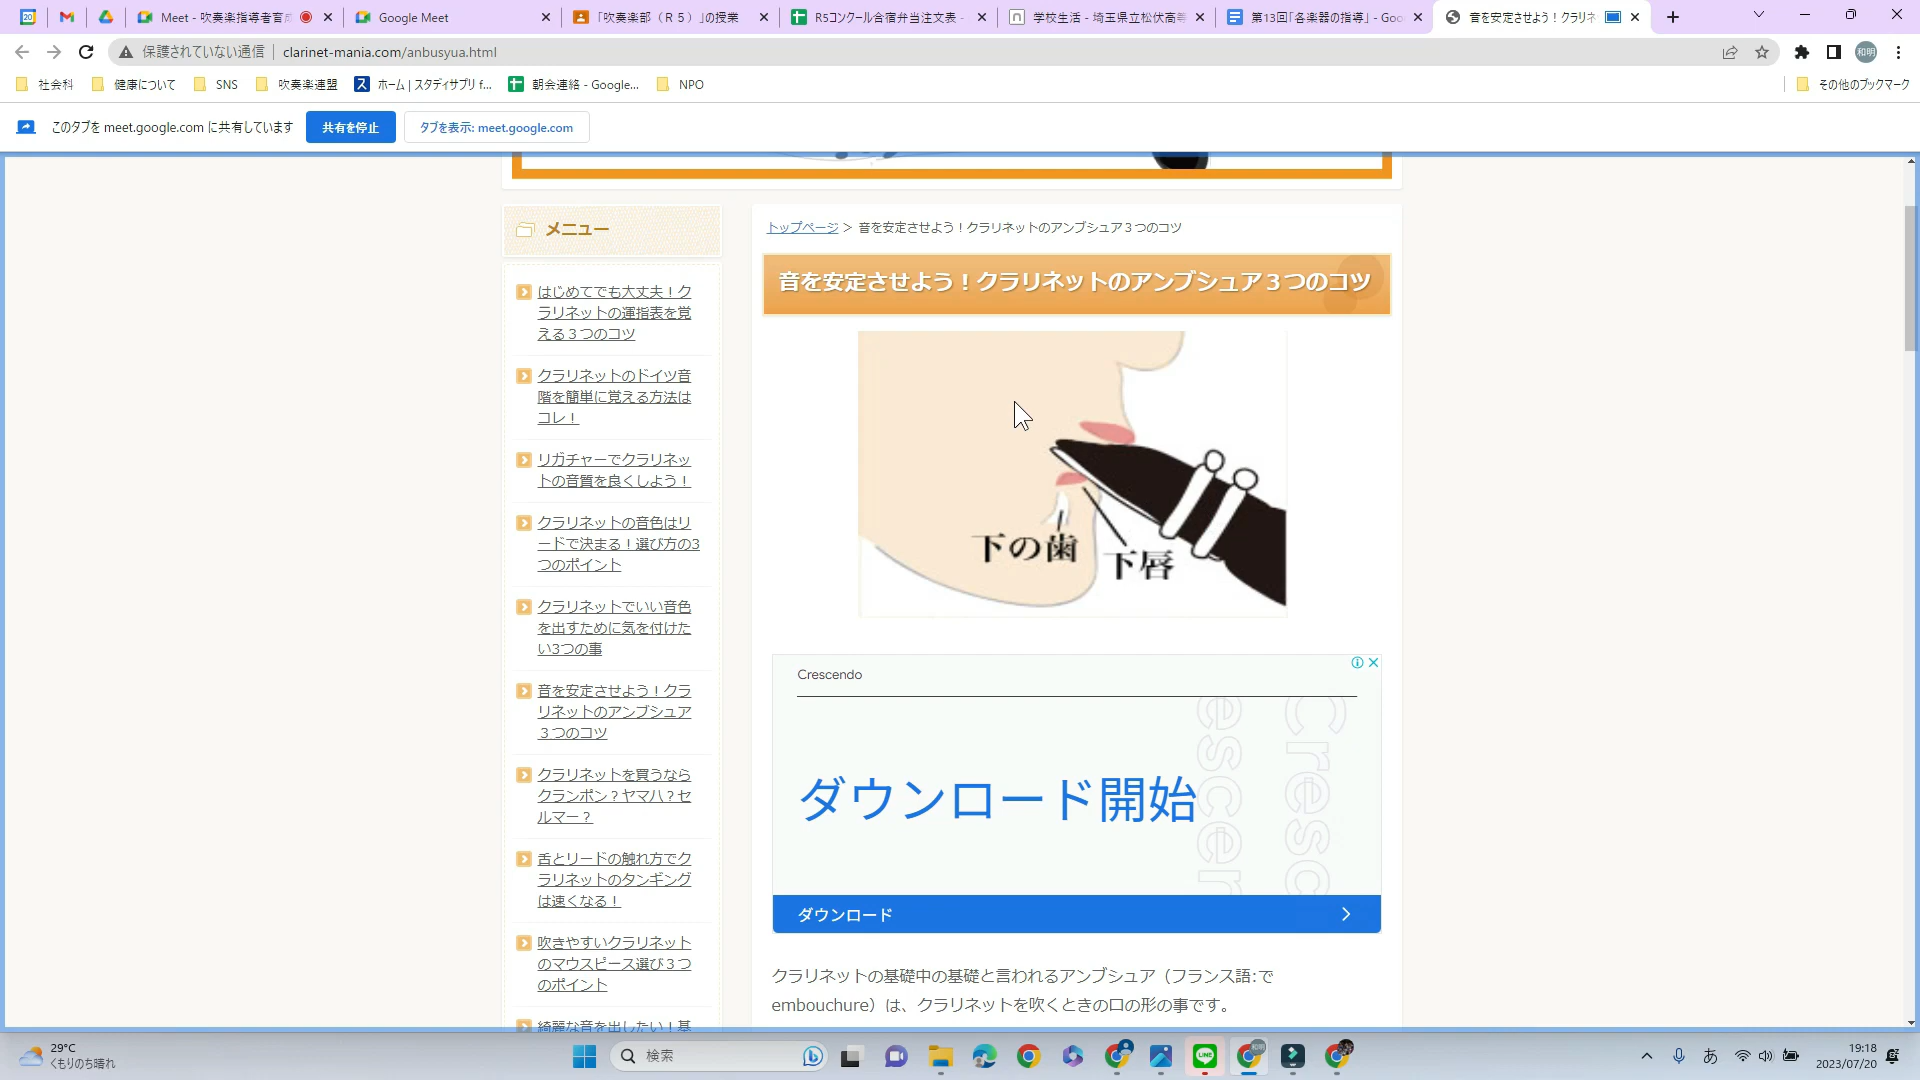 Meet - 吹奏楽指導者育成
Google Meet
「吹奏楽部（Ｒ５）」の授業
R5コンクール合宿弁当注文表 -
学校生活 - 埼玉県立松伏高等
第13回「各楽器の指導」 - Goo
音を安定させよう！クラリネ
保護されていない通信
clarinet-mania.com/anbusyua.html
和明
社会科
健康について
SNS
吹奏楽連盟
ホーム | スタディサプリ f...
朝会連絡 - Google...
NPO
その他のブックマーク
このタブを meet.google.com に共有しています
共有を停止
タブを表示: meet.google.com
メニュー
はじめてでも大丈夫！ク
ラリネットの運指表を覚
える３つのコツ
クラリネットのドイツ音
階を簡単に覚える方法は
コレ！
リガチャーでクラリネッ
トの音質を良くしよう！
クラリネットの音色はリ
ードで決まる！選び方の3
つのポイント
クラリネットでいい音色
を出すために気を付けた
い3つの事
音を安定させよう！クラ
リネットのアンブシュア
３つのコツ
クラリネットを買うなら
クランポン？ヤマハ？セ
ルマー？
舌とリードの触れ方でク
ラリネットのタンギング
は速くなる！
吹きやすいクラリネット
のマウスピース選び３つ
のポイント
綺麗な音を出したい！基
トップページ ＞ 音を安定させよう！クラリネットのアンブシュア３つのコツ
音を安定させよう！クラリネットのアンブシュア３つのコツ
下の歯
下唇
Crescendo
ダウンロード開始
ダウンロード
クラリネットの基礎中の基礎と言われるアンブシュア（フランス語:で
embouchure）は、クラリネットを吹くときの口の形の事です。
29°C
くもりのち晴れ
検索
LINE
和明
あ
19:18
2023/07/20